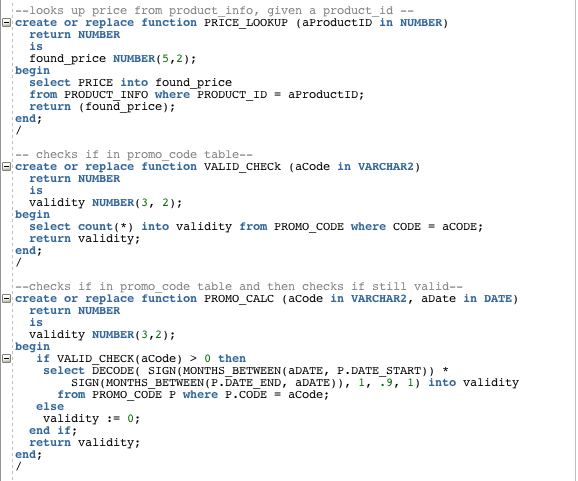 --looks up price from product_info, given a product_id --
create or replace function PRICE_LOOKUP (aProductID in NUMBER)
return NUMBER
is
found_price NUMBER(5,2);
begin
select PRICE into found_price
from PRODUCT_INFO where PRODUCT_ID = aProductID;
return (found_price);
end;
/
-- checks if in promo_code table--
create or replace function VALID_CHECk (aCode in VARCHAR2)
return NUMBER
is
validity NUMBER(3, 2);
begin
select count(*) into validity from PROMO_CODE where CODE = aCODE;
return validity;
end;
/
--checks if in promo_code table and then checks if still valid--
create or replace function PROMO_CALC (aCode in VARCHAR2, aDate in DATE)
return NUMBER
is
validity NUMBER(3,2);
begin
if VALID_CHECK(aCode) > 0 then
select DECODE( SIGN(MONTHS_BETWEEN(aDATE, P.DATE_START)) *
SIGN(MONTHS_BETWEEN(P.DATE_END, aDATE)), 1, .9, 1) into validity
from PROMO_CODE P where P.CODE = aCode;
else
validity := 0;
end if;
return validity;
end;
/